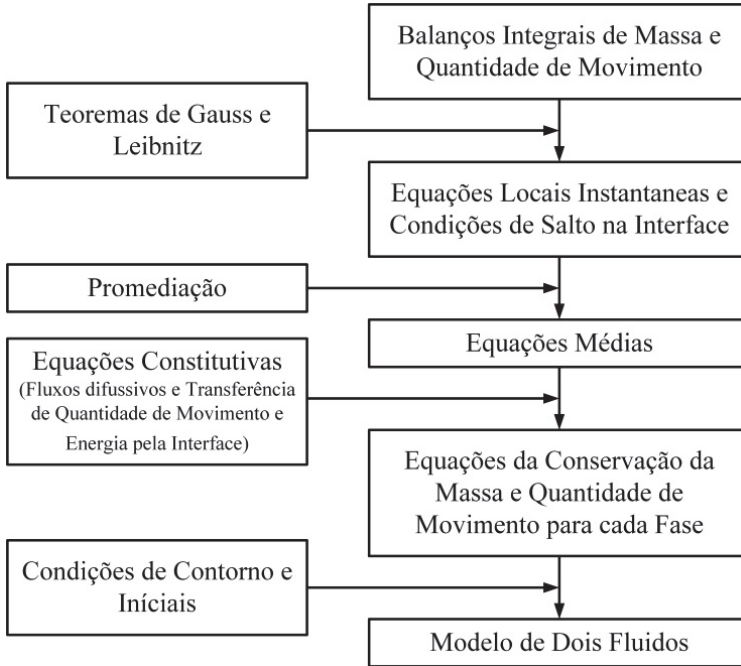 Balanços Integrais de Massa e
Quantidade de Movimento
Teoremas de Gauss e
Leibnitz
Equações Locais Instantaneas e
Condições de Salto na Interface
Promediação
Equações Médias
Equações Constitutivas
(Fluxos difussivos e Transferência
de Quantidade de Movimento e
Energia pela Interface)
Equações da Conservação da
Massa e Quantidade de
Movimento para cada Fase
Condições de Contorno e
Iníciais
Modelo de Dois Fluidos